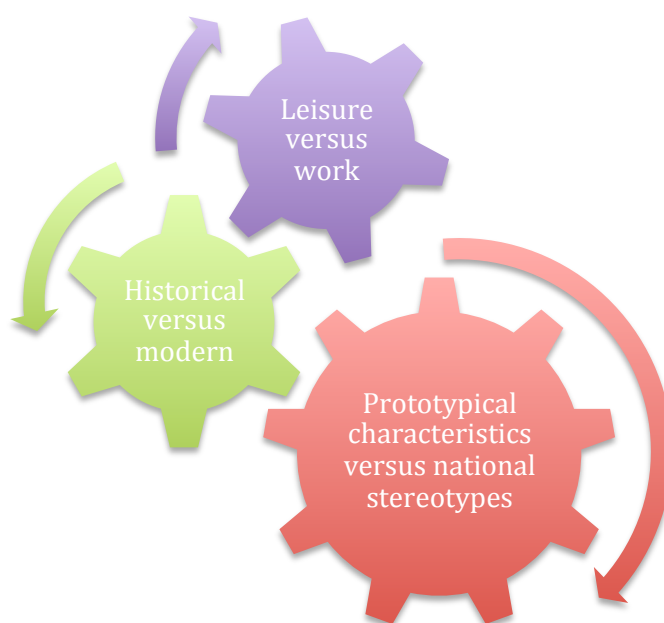 Leisure
versus
work
Historical
versus
modern
Prototypical
characteristics
versus national
stereotypes